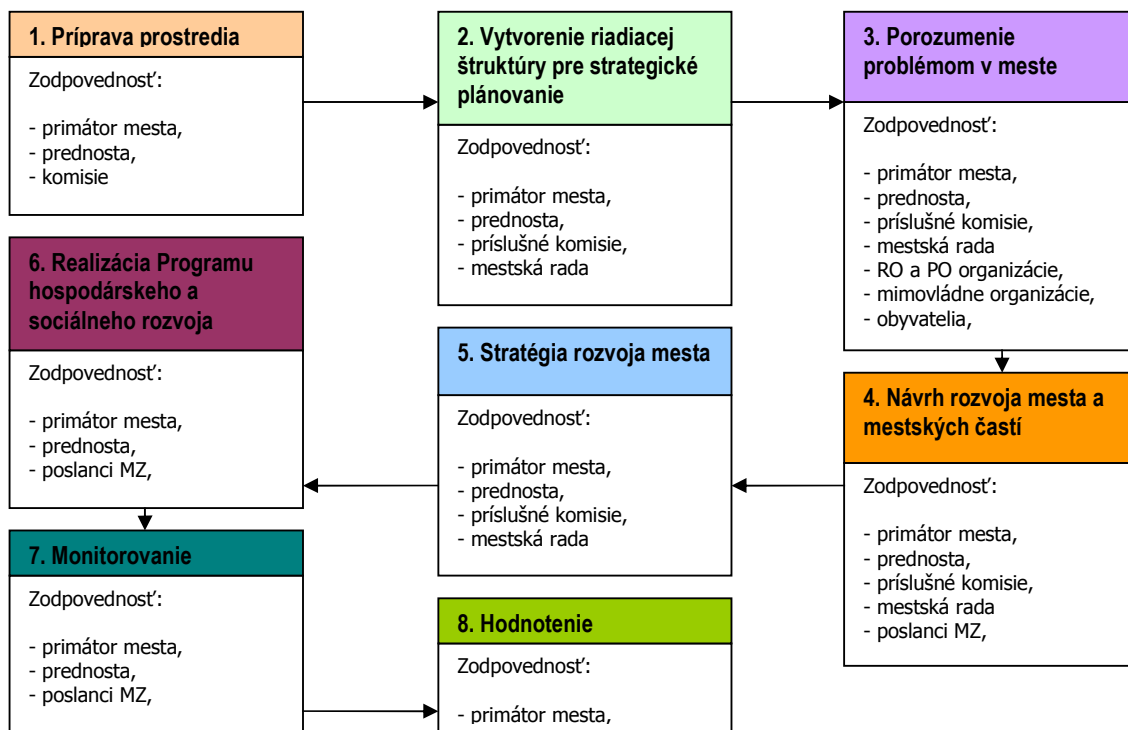 1. Príprava prostredia
Zodpovednosť:
- primátor mesta,
- prednosta,
- komisie
2. Vytvorenie riadiacej
štruktúry pre strategické
plánovanie
Zodpovednosť:
- primátor mesta,
- prednosta,
- príslušné komisie,
- mestská rada
3. Porozumenie
problémom v meste
Zodpovednosť:
- primátor mesta,
- prednosta,
- príslušné komisie,
- mestská rada
- RO a PO organizácie,
- mimovládne organizácie,
- obyvatelia,
4. Návrh rozvoja mesta a
mestských častí
Zodpovednosť:
- primátor mesta,
- prednosta,
- príslušné komisie,
- mestská rada
- poslanci MZ,
5. Stratégia rozvoja mesta
Zodpovednosť:
- primátor mesta,
- prednosta,
- príslušné komisie,
- mestská rada
6. Realizácia Programu
hospodárskeho a
sociálneho rozvoja
Zodpovednosť:
- primátor mesta,
- prednosta,
- poslanci MZ,
7. Monitorovanie
Zodpovednosť:
- primátor mesta,
- prednosta,
- poslanci MZ,
8. Hodnotenie
Zodpovednosť:
- primátor mesta,